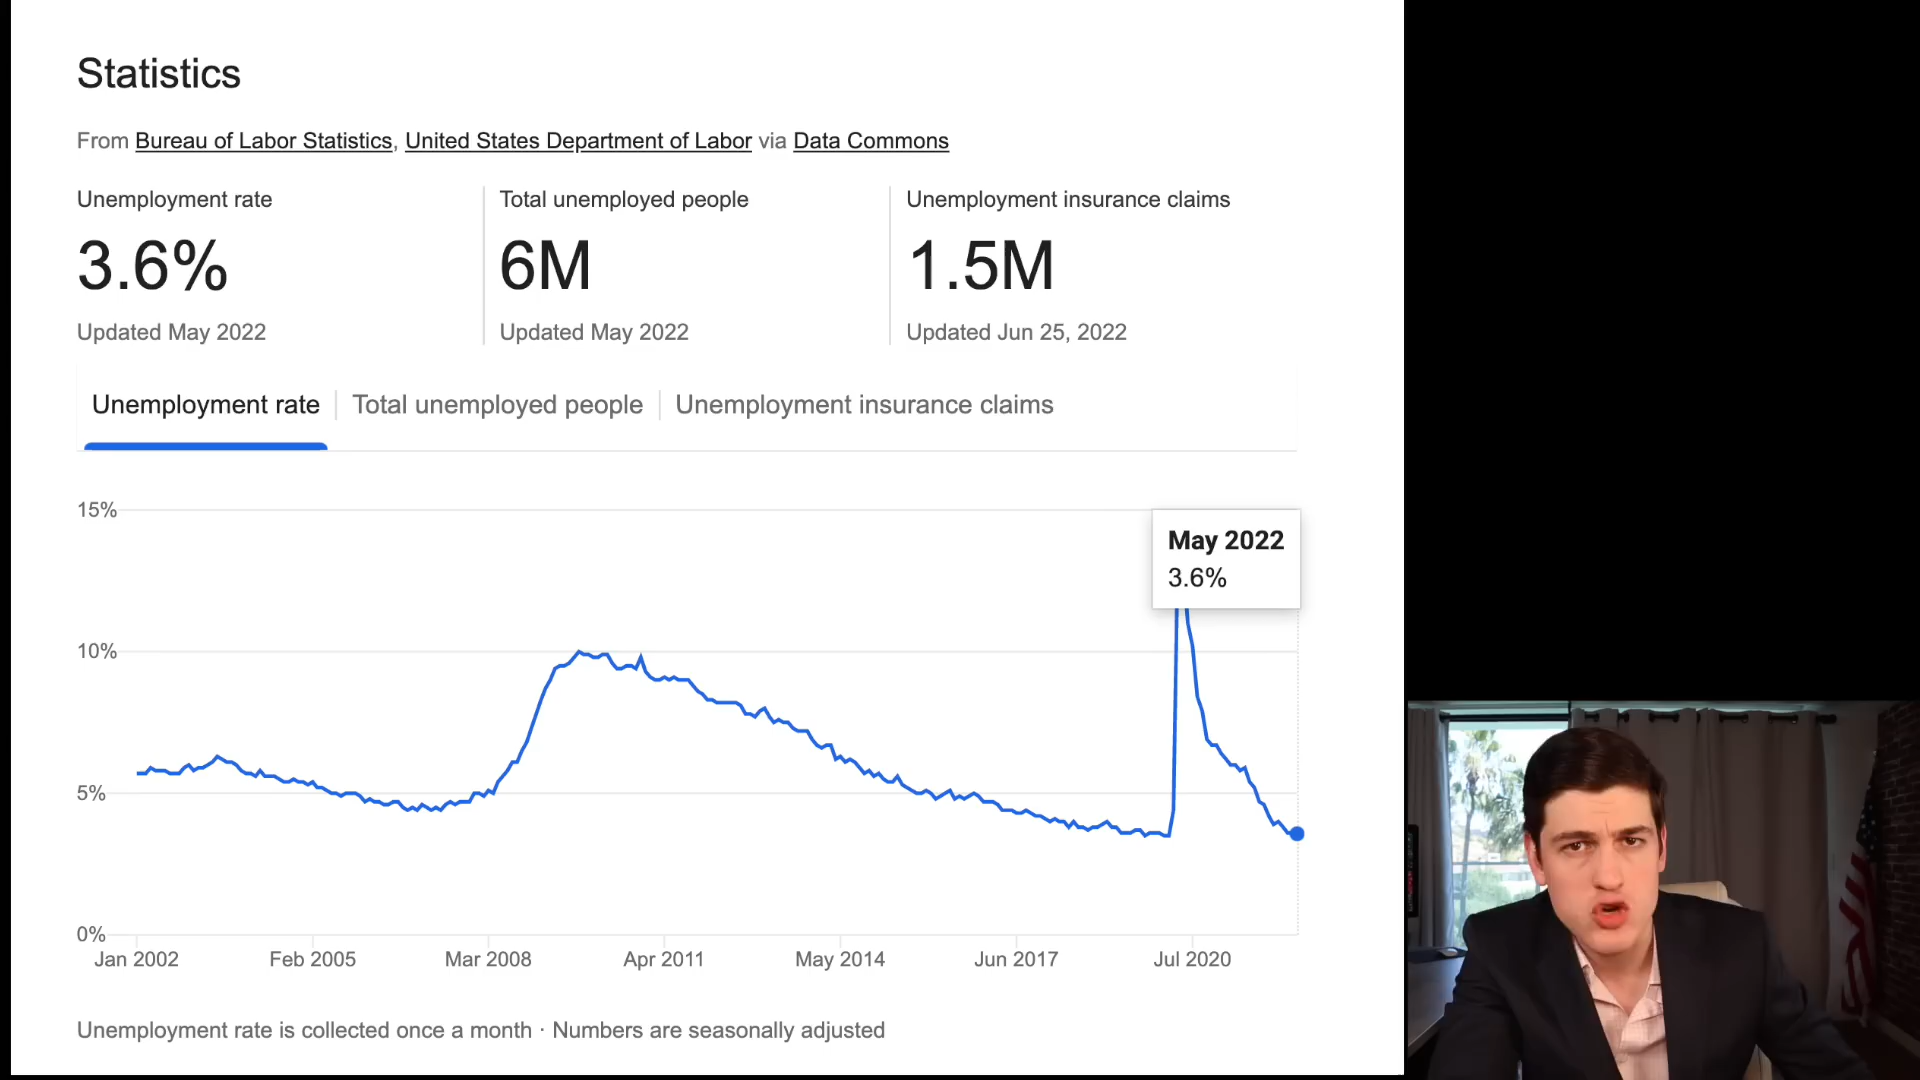 Statistics
From Bureau of Labor Statistics, United States Department of Labor via Data Commons
Unemployment rate
3.6%
Updated May 2022
Total unemployed people
6M
Updated May 2022
Unemployment insurance claims
1.5M
Updated Jun 25, 2022
Unemployment rate
Total unemployed people
Unemployment insurance claims
15%
10%
5%
0%
May 2022
3.6%
Jan 2002
Feb 2005
Mar 2008
Apr 2011
May 2014
Jun 2017
Jul 2020
Unemployment rate is collected once a month · Numbers are seasonally adjusted